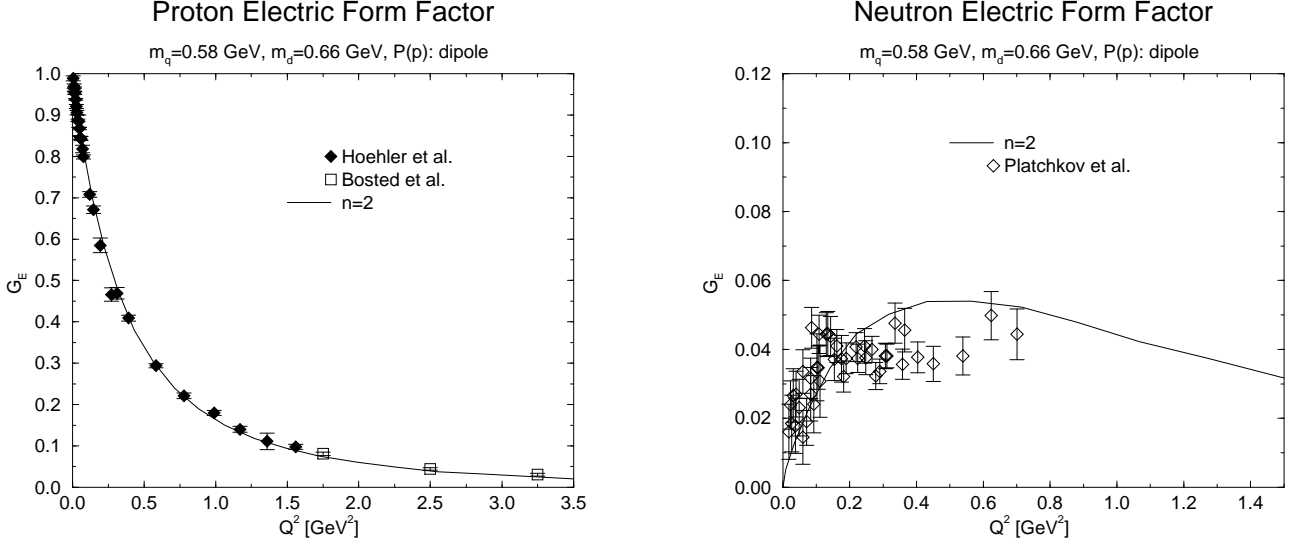 Proton Electric Form Factor
m_q=0.58 GeV, m_d=0.66 GeV, P(p): dipole
1.0
0.9
0.8
0.7
0.6
0.5
0.4
0.3
0.2
0.1
0.0
G_E
Hoehler et al.
Bosted et al.
n=2
0.0 0.5 1.0 1.5 2.0 2.5 3.0 3.5
Q^2 [GeV^2]
Neutron Electric Form Factor
m_q=0.58 GeV, m_d=0.66 GeV, P(p): dipole
0.12
0.10
0.08
0.06
0.04
0.02
0.00
G_E
n=2
Platchkov et al.
0.0 0.2 0.4 0.6 0.8 1.0 1.2 1.4
Q^2 [GeV^2]